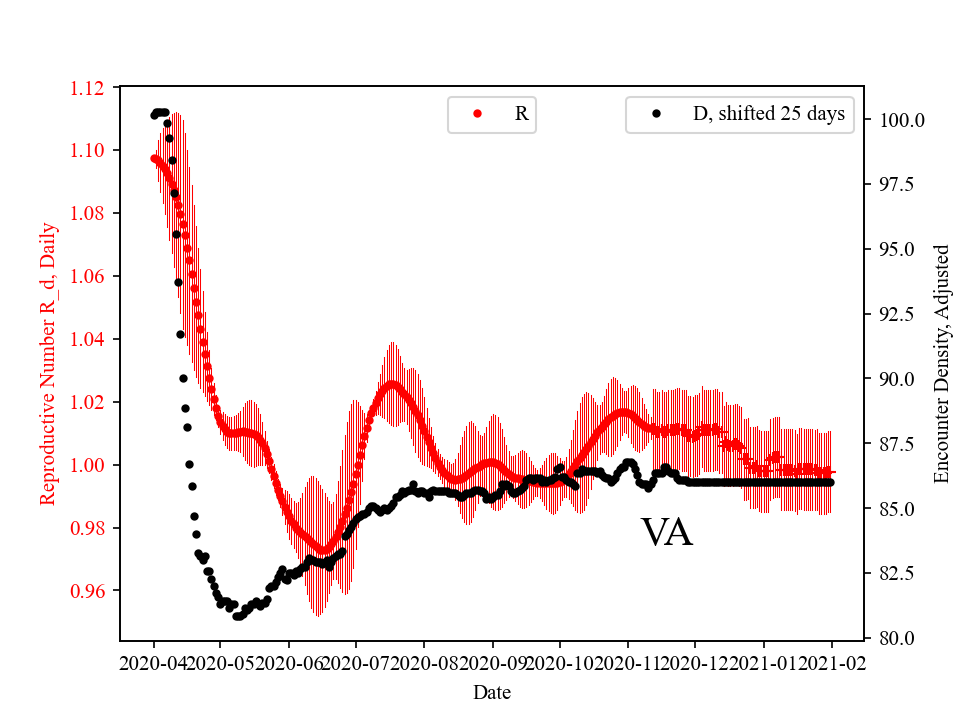 R
D, shifted 25 days
1.12
1.10
1.08
1.06
1.04
1.02
1.00
0.98
0.96
Reproductive Number R_d, Daily
100.0
97.5
95.0
92.5
90.0
87.5
85.0
82.5
80.0
Encounter Density, Adjusted
VA
2020-04 2020-05 2020-06 2020-07 2020-08 2020-09 2020-10 2020-11 2020-12 2021-01 2021-02
Date